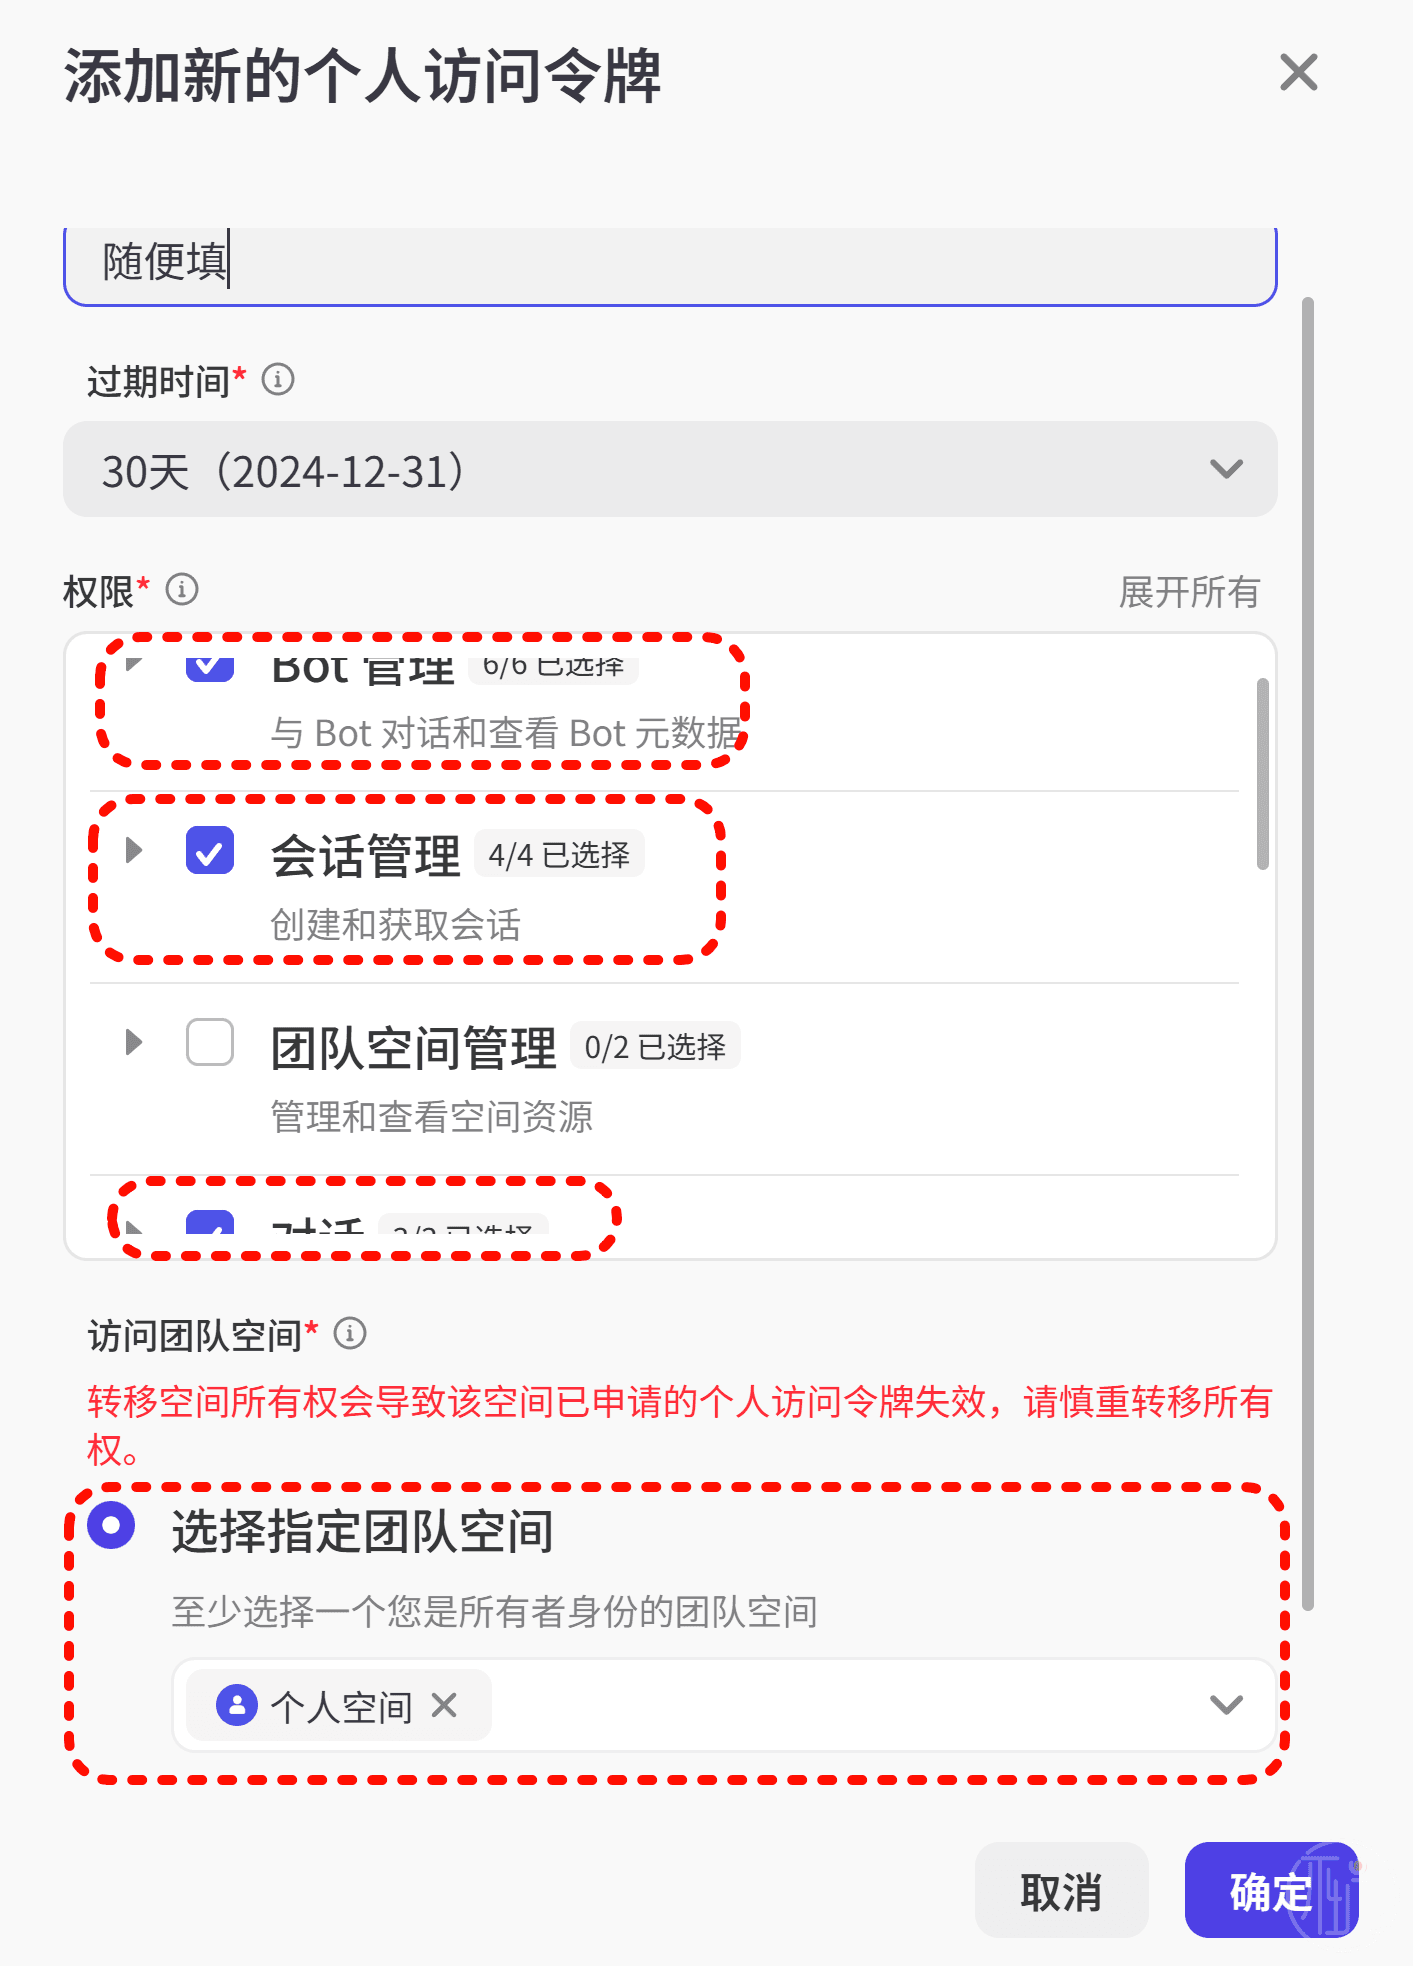 添加新的个人访问令牌
随便填
过期时间*
30天（2024-12-31）
权限*
展开所有
Bot 管理 6/6 已选择
与 Bot 对话和查看 Bot 元数据
会话管理 4/4 已选择
创建和获取会话
团队空间管理 0/2 已选择
管理和查看空间资源
对话 已选择
访问团队空间*
转移空间所有权会导致该空间已申请的个人访问令牌失效，请慎重转移所有
权。
选择指定团队空间
至少选择一个您是所有者身份的团队空间
个人空间
取消
确定